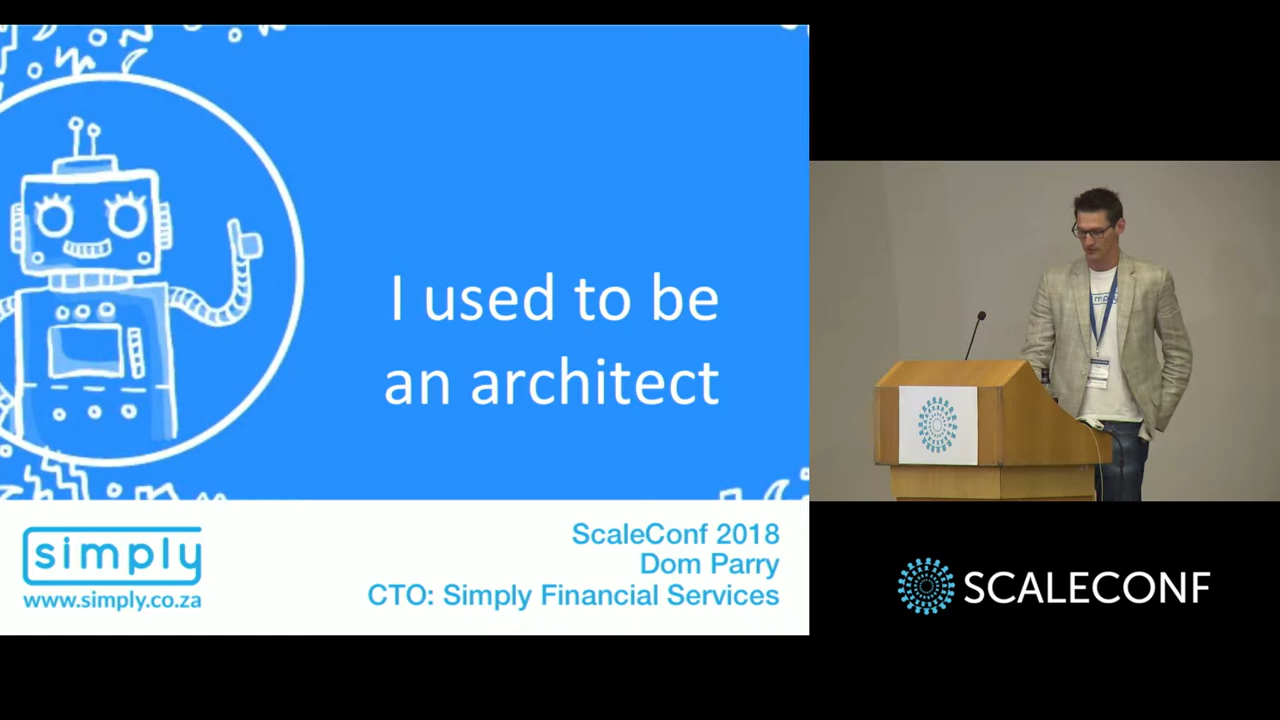 I used to be
an architect
simply
www.simply.co.za
ScaleConf 2018
Dom Parry
CTO: Simply Financial Services
SCALECONF